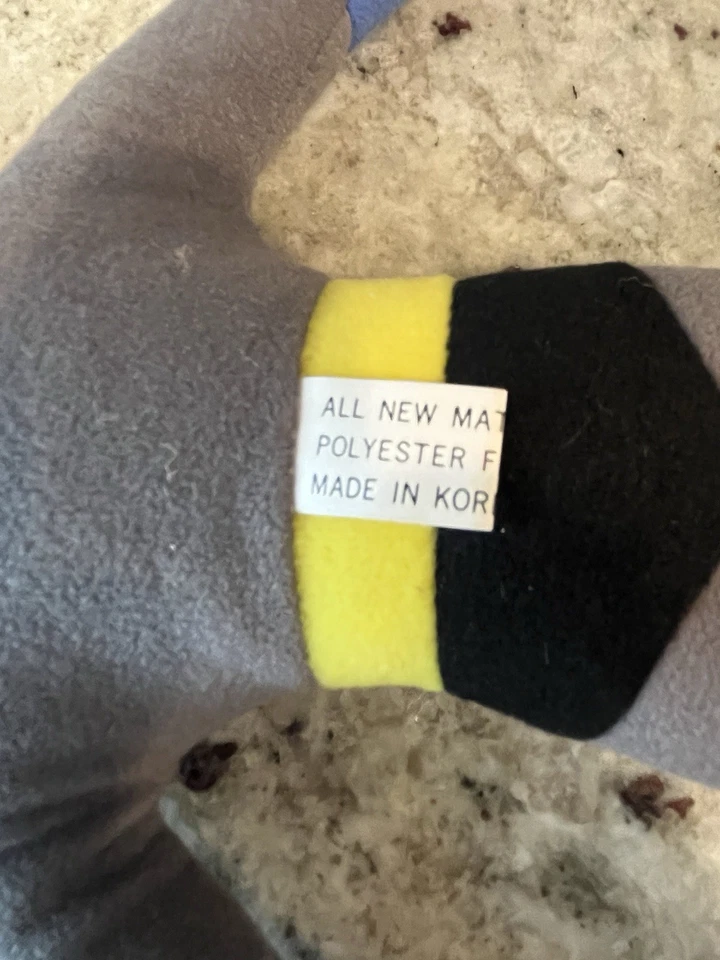 ALL NEW MAT
POLYESTER F
MADE IN KOR